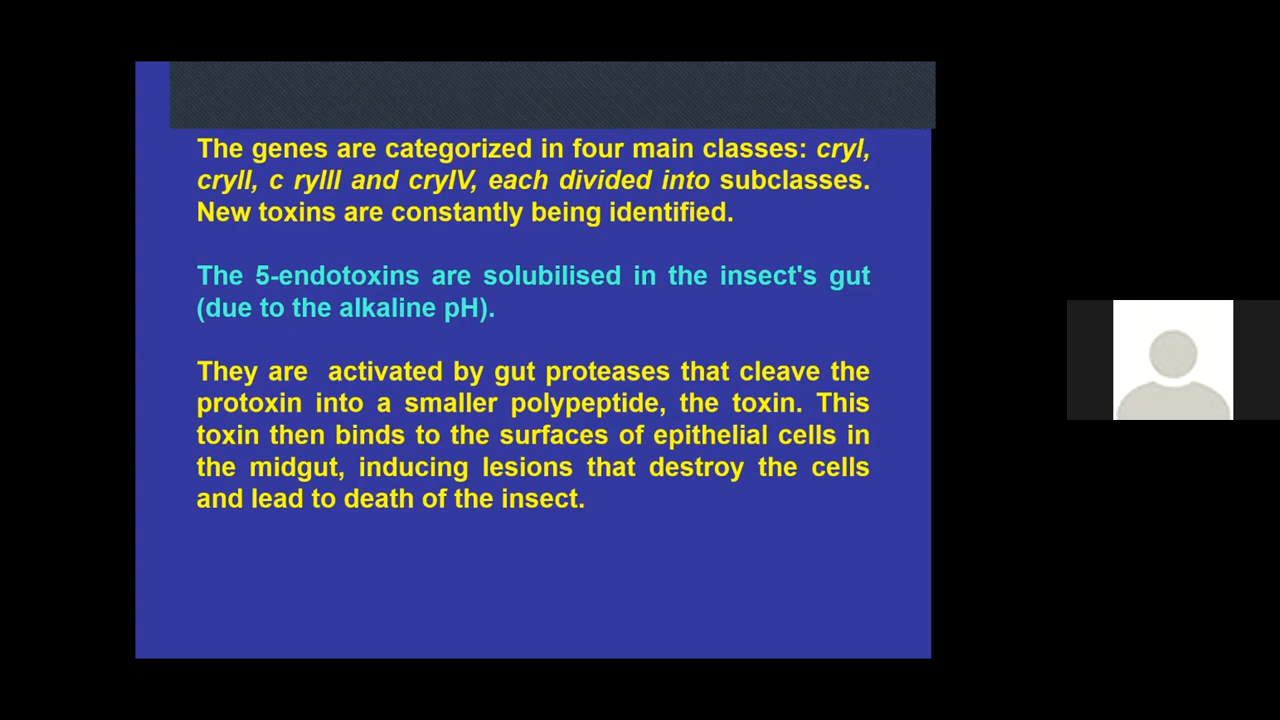 The genes are categorized in four main classes: cryI,
cryII, c ryIII and cryIV, each divided into subclasses.
New toxins are constantly being identified.
The 5-endotoxins are solubilised in the insect's gut
(due to the alkaline pH).
They are activated by gut proteases that cleave the
protoxin into a smaller polypeptide, the toxin. This
toxin then binds to the surfaces of epithelial cells in
the midgut, inducing lesions that destroy the cells
and lead to death of the insect.